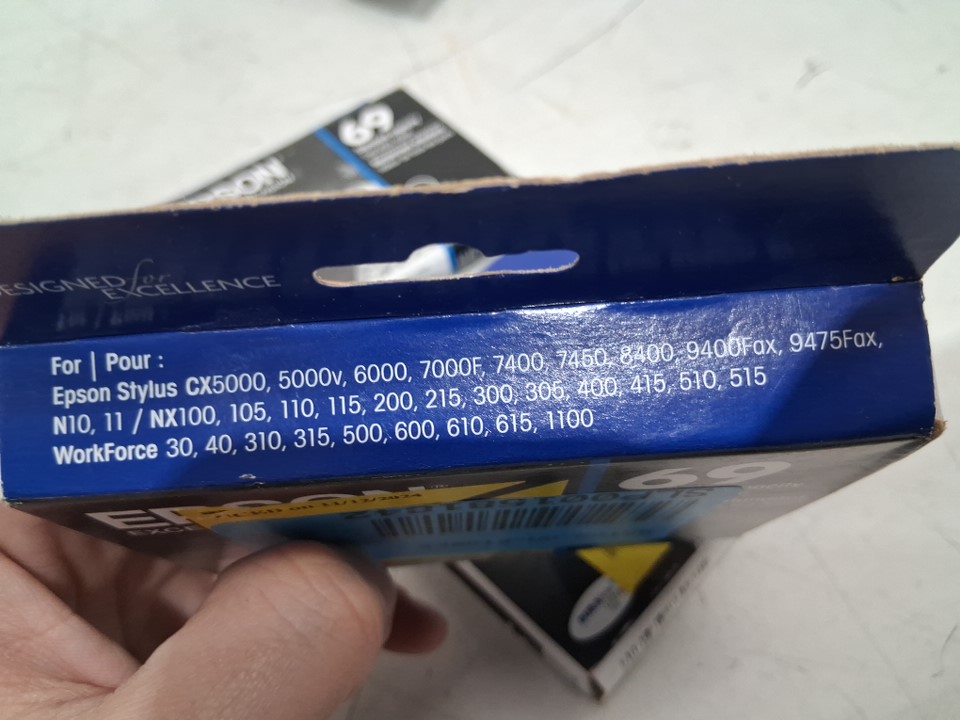 69
EPSON
DESIGNED for
EXCELLENCE
For | Pour :
Epson Stylus CX5000, 5000v, 6000, 7000F, 7400, 7450, 8400, 9400Fax, 9475Fax,
N10, 11 / NX100, 105, 110, 115, 200, 215, 300, 305, 400, 415, 510, 515
WorkForce 30, 40, 310, 315, 500, 600, 610, 615, 1100
EPSON
69